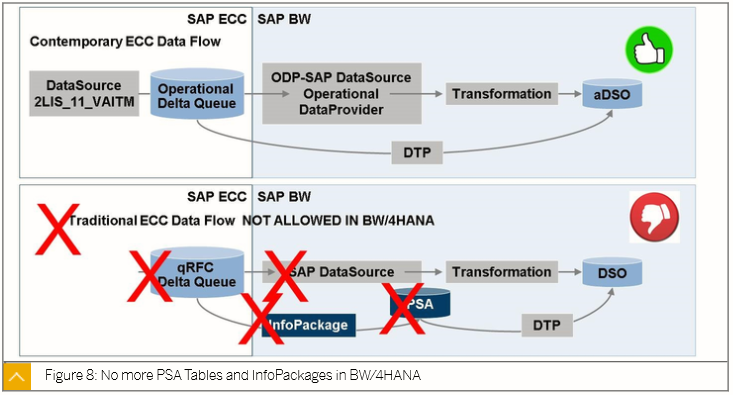 SAP ECC
SAP BW
Contemporary ECC Data Flow
DataSource
2LIS_11_VAITM
Operational
Delta Queue
ODP-SAP DataSource
Operational
DataProvider
Transformation
aDSO
DTP
SAP ECC
SAP BW
Traditional ECC Data Flow NOT ALLOWED IN BW/4HANA
qRFC
Delta Queue
SAP DataSource
Transformation
DSO
PSA
InfoPackage
DTP
Figure 8: No more PSA Tables and InfoPackages in BW/4HANA